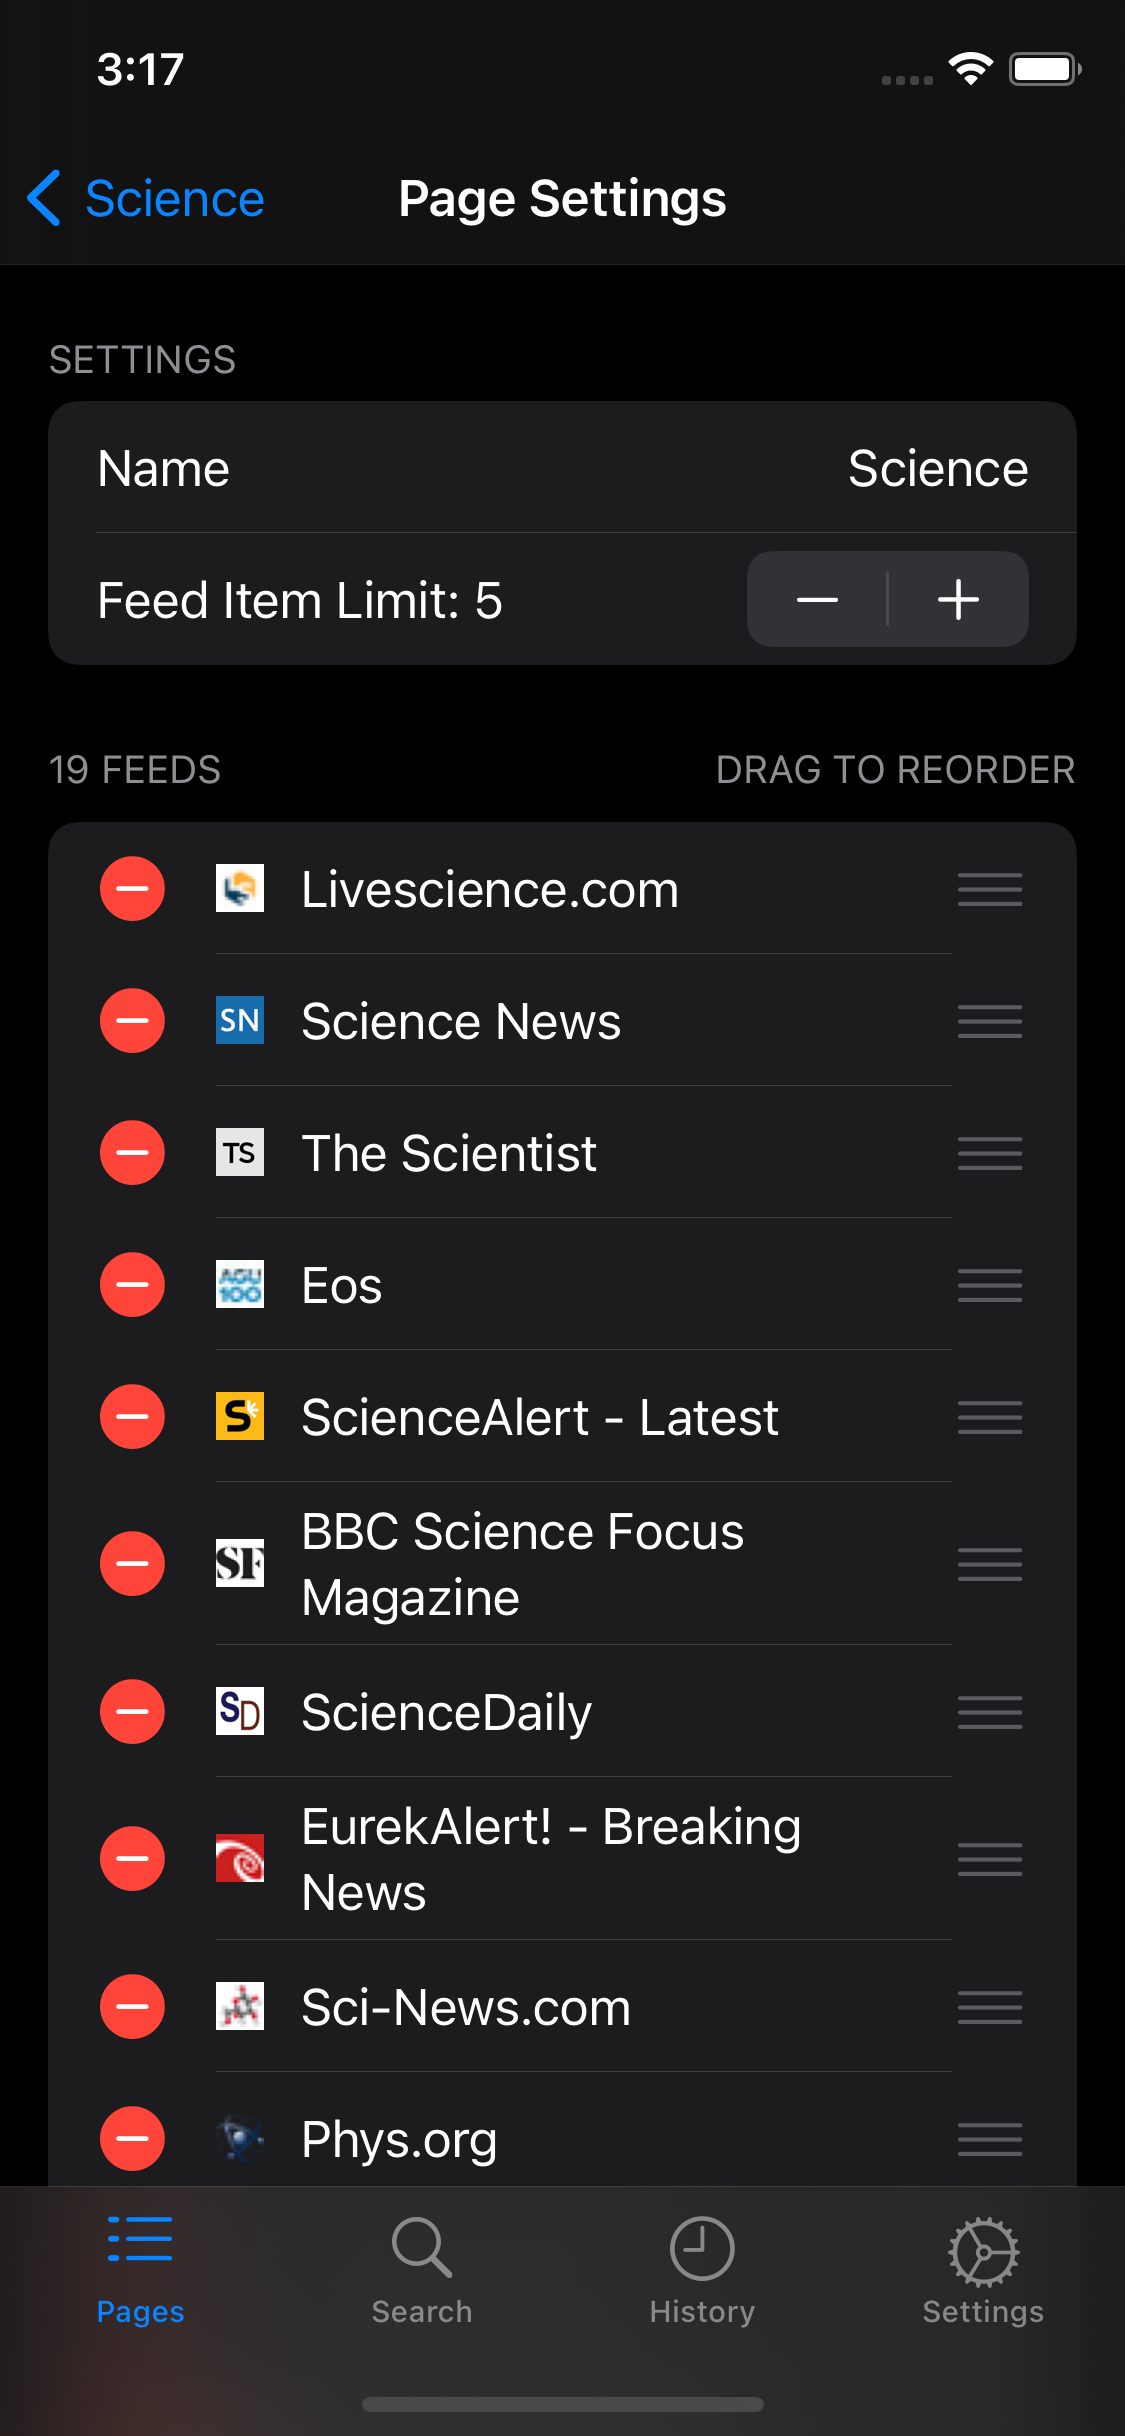 3:17
Science
Page Settings
SETTINGS
Name
Science
Feed Item Limit: 5
19 FEEDS
DRAG TO REORDER
Livescience.com
SN
Science News
TS
The Scientist
AGU
100
Eos
S
ScienceAlert - Latest
SF
BBC Science Focus
Magazine
SD
ScienceDaily
EurekAlert! - Breaking
News
Sci-News.com
Phys.org
Pages
Search
History
Settings